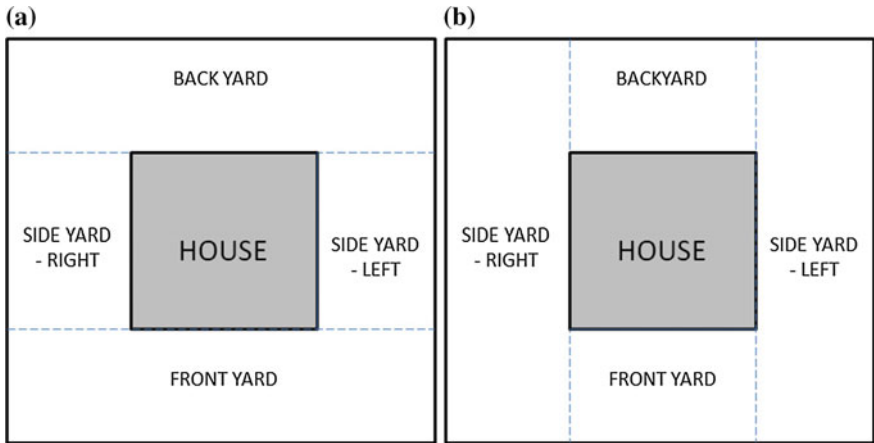 (a)
BACK YARD
SIDE YARD
- RIGHT
HOUSE
SIDE YARD
- LEFT
FRONT YARD
(b)
BACKYARD
SIDE YARD
- RIGHT
HOUSE
SIDE YARD
- LEFT
FRONT YARD